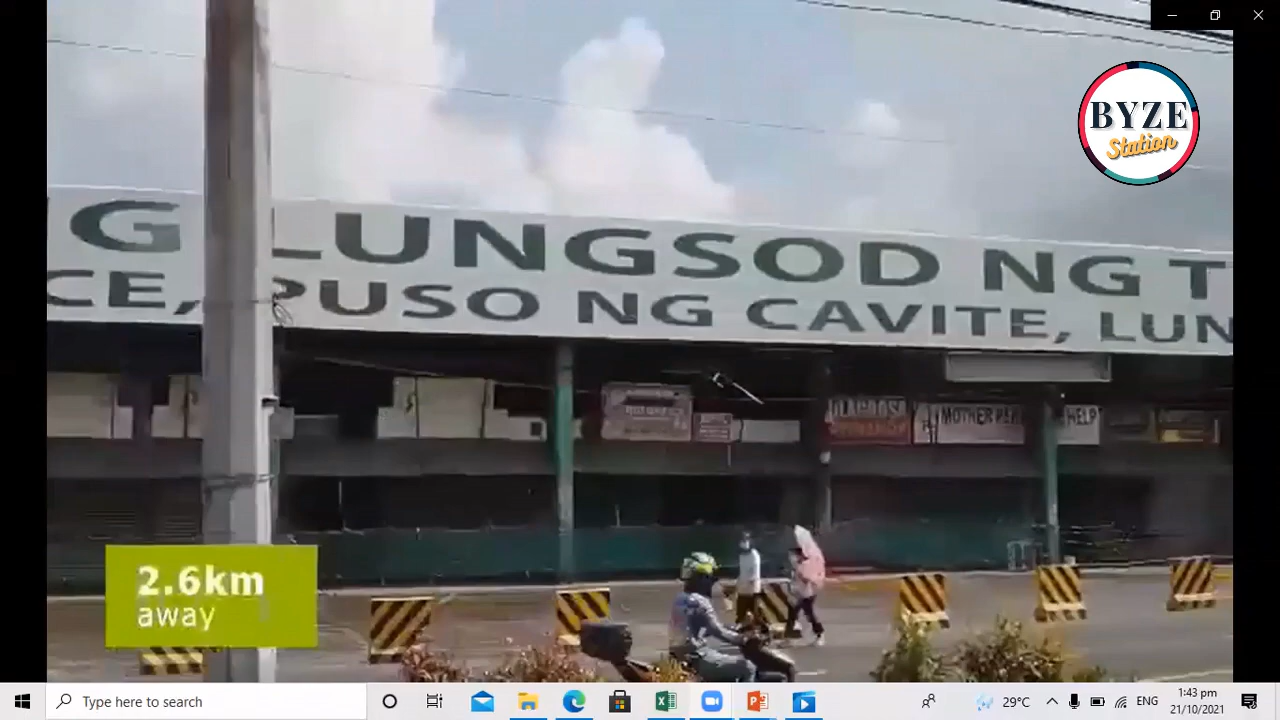 BYZE
Station
G LUNGSOD NG T
CE, PUSO NG CAVITE, LUN
MOTHER
HELP
2.6km
away
Type here to search
29°C
ENG
1:43 pm
21/10/2021